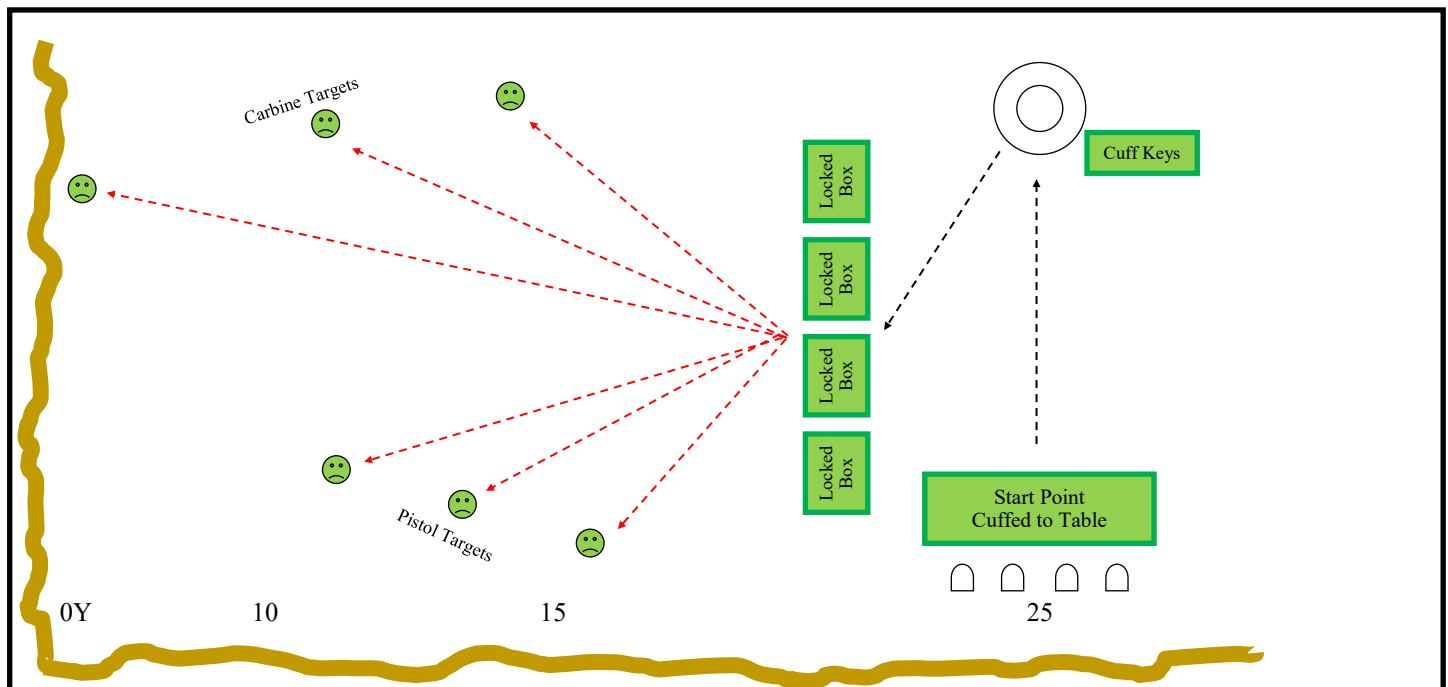 Carbine Targets
Cuff Keys
Locked
Box
Locked
Box
Locked
Box
Locked
Box
Start Point
Cuffed to Table
Pistol Targets
0Y
10
15
25